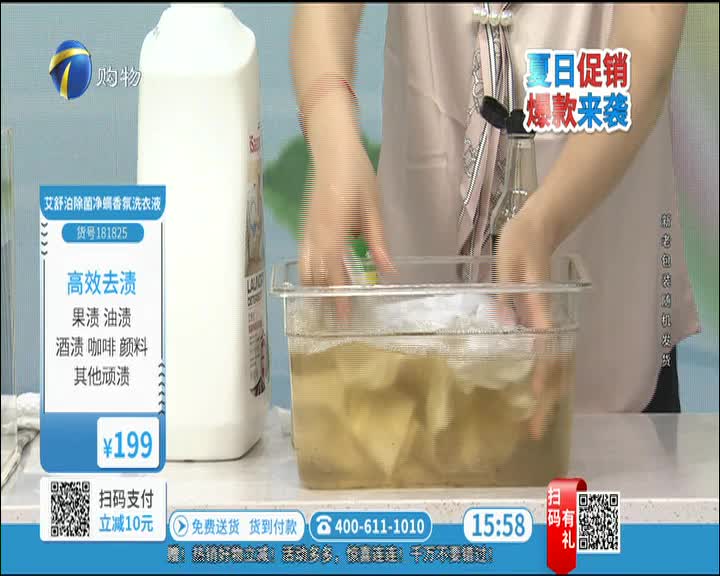 购物
夏日促销
爆款来袭
艾舒泊除菌净螨香氛洗衣液
货号181825
高效去渍
果渍 油渍
酒渍 咖啡 颜料
其他顽渍
¥199
新老包装随机发货
LAUNDRY
扫码支付
立减10元
免费送货 货到付款
400-611-1010
15:58
扫码有礼
赠！热销好物立减！活动多多，惊喜连连！千万不要错过！